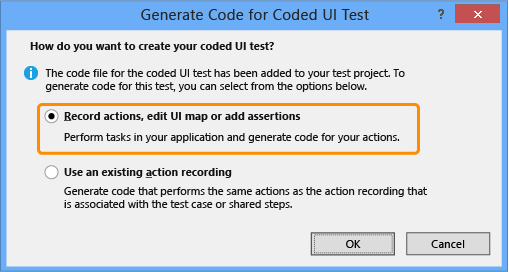 Generate Code for Coded UI Test
?
How do you want to create your coded UI test?
The code file for the coded UI test has been added to your test project. To
generate code for this test, you can select from the options below.
Record actions, edit UI map or add assertions
Perform tasks in your application and generate code for your actions.
Use an existing action recording
Generate code that performs the same actions as the action recording that
is associated with the test case or shared steps.
OK Cancel